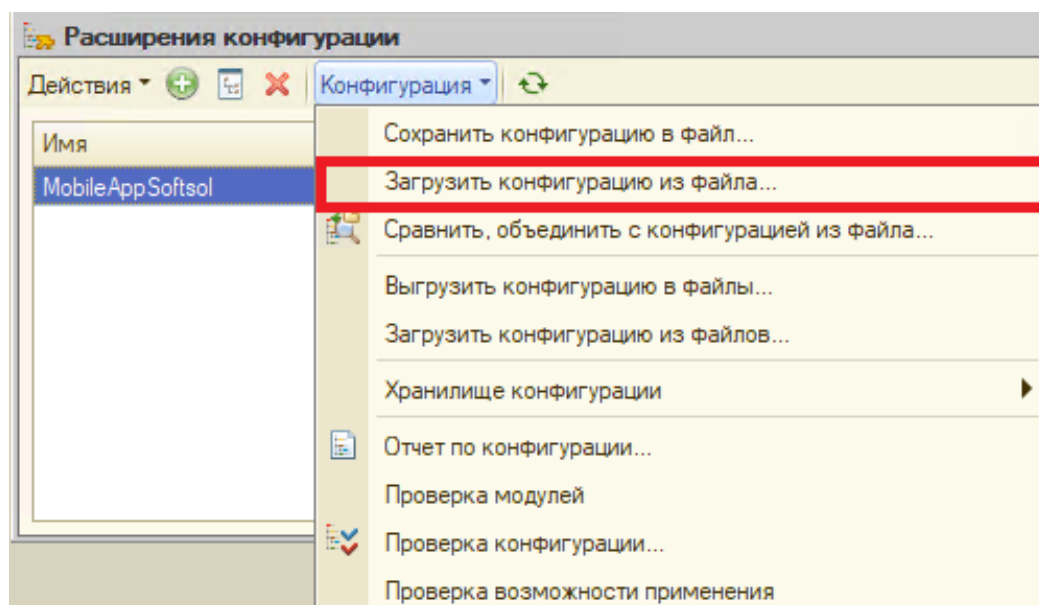 Расширения конфигурации
Действия Конфигурация
Имя
MobileAppSoftsol
Сохранить конфигурацию в файл...
Загрузить конфигурацию из файла...
Сравнить, объединить с конфигурацией из файла...
Выгрузить конфигурацию в файлы...
Загрузить конфигурацию из файлов...
Хранилище конфигурации
Отчет по конфигурации...
Проверка модулей
Проверка конфигурации...
Проверка возможности применения